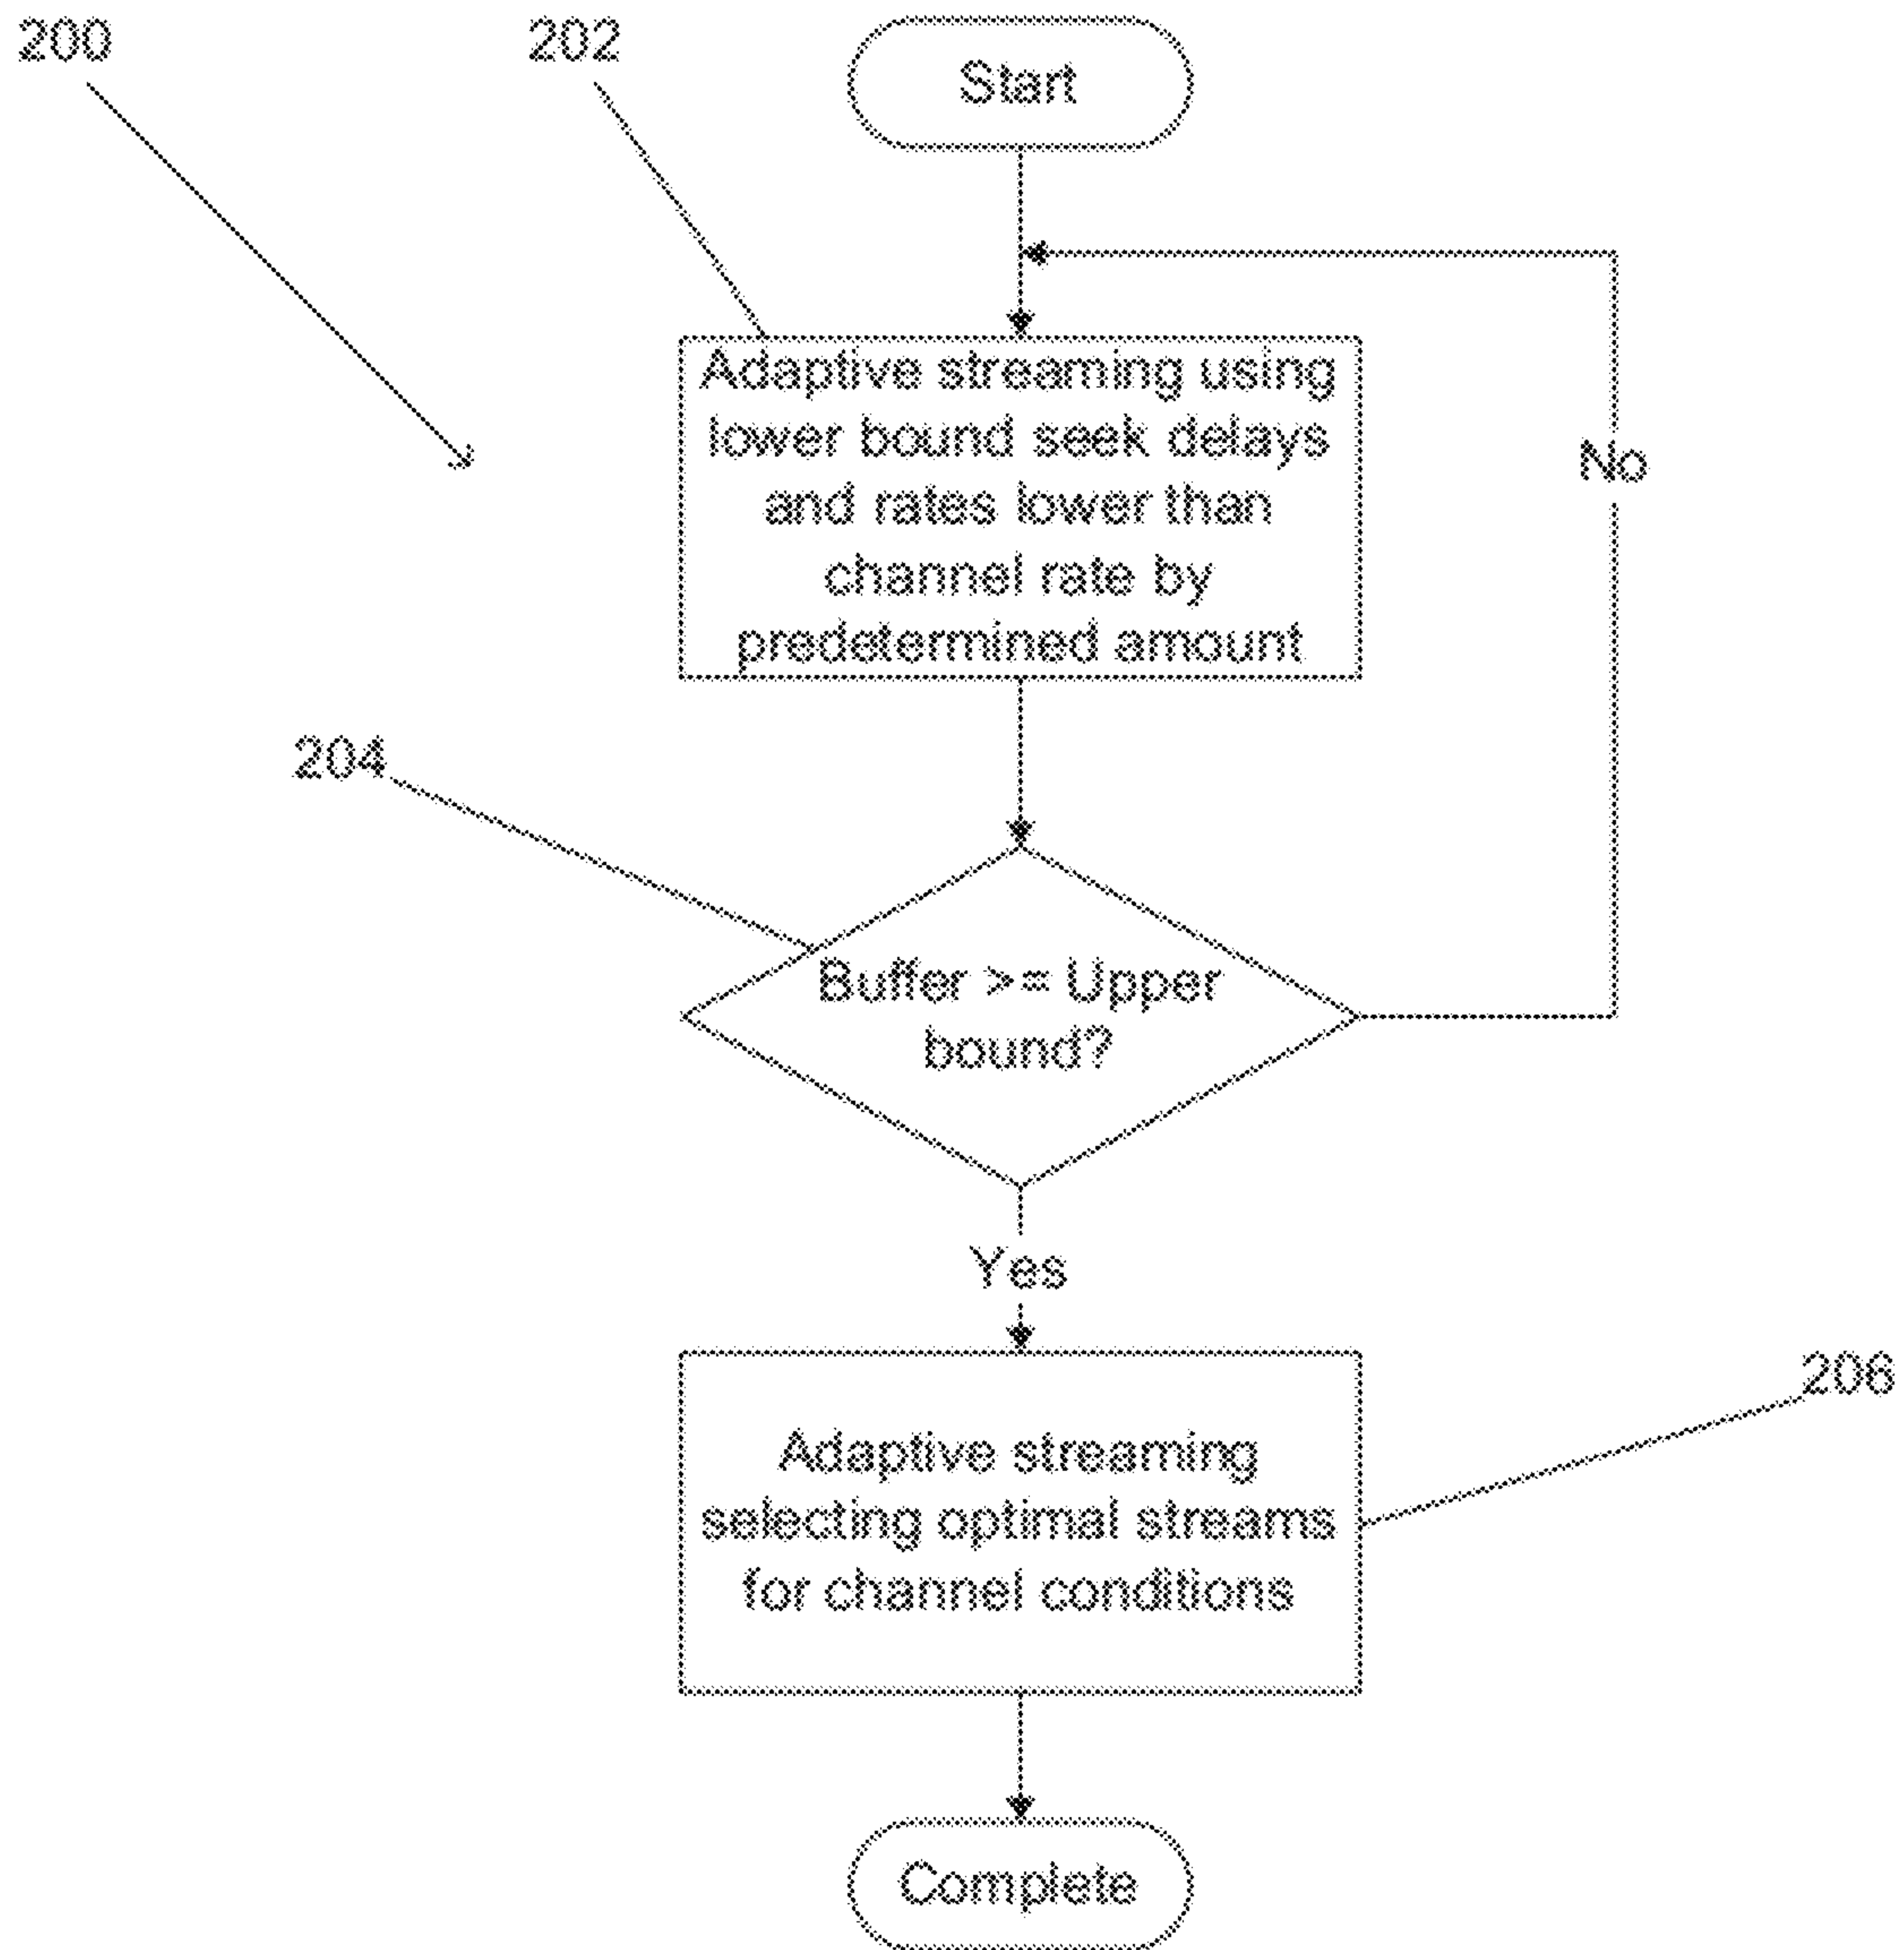 200
202
Start
Adaptive streaming using
lower bound seek delays
and rates lower than
channel rate by
predetermined amount
No
204
Buffer >= Upper
bound?
Yes
206
Adaptive streaming
selecting optimal streams
for channel conditions
Complete